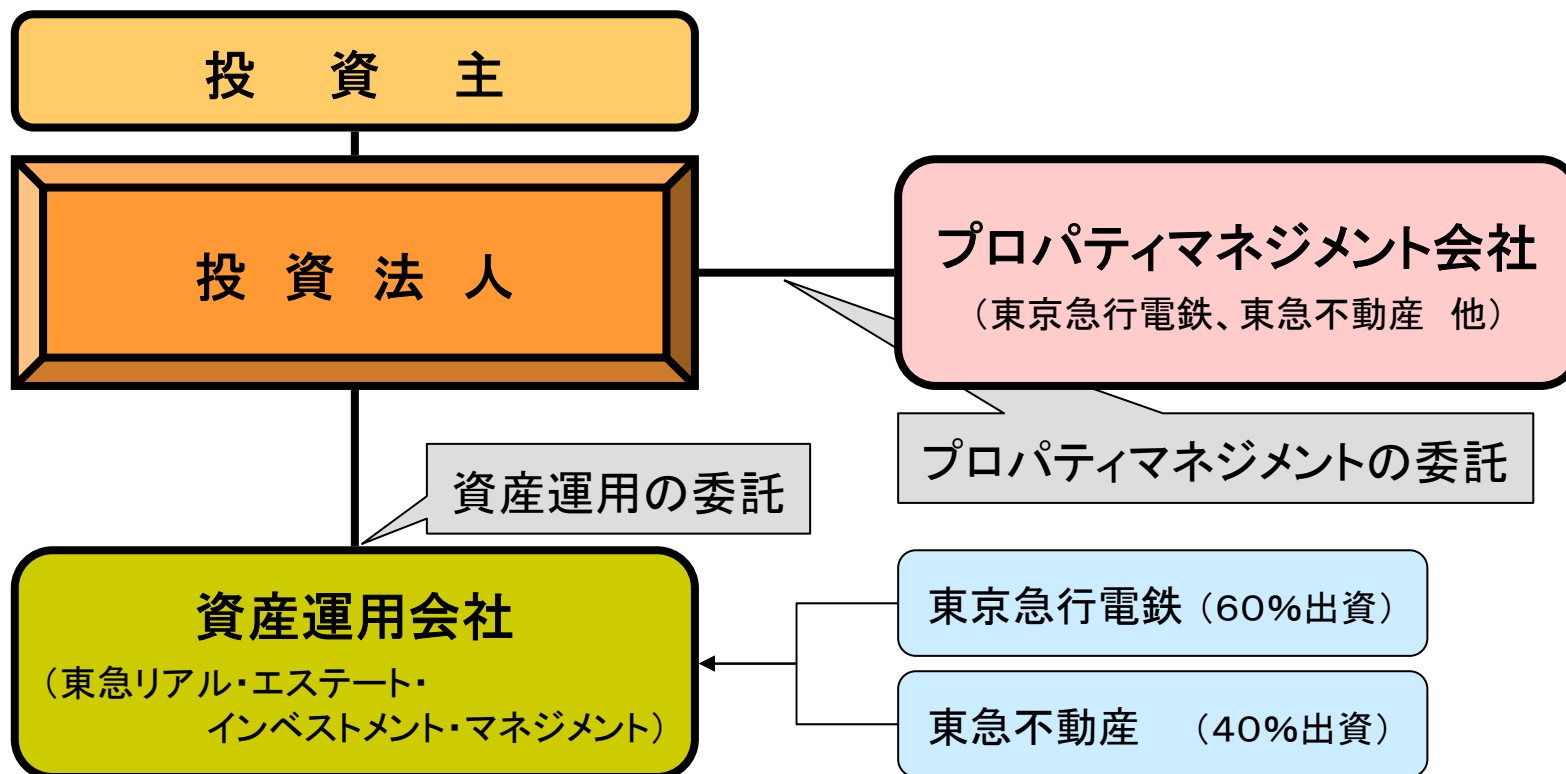 投 資 主
投 資 法 人
プロパティマネジメント会社
（東京急行電鉄、東急不動産 他）
プロパティマネジメントの委託
資産運用の委託
資産運用会社
（東急リアル・エステート・
インベストメント・マネジメント）
東京急行電鉄（60%出資）
東急不動産 （40%出資）